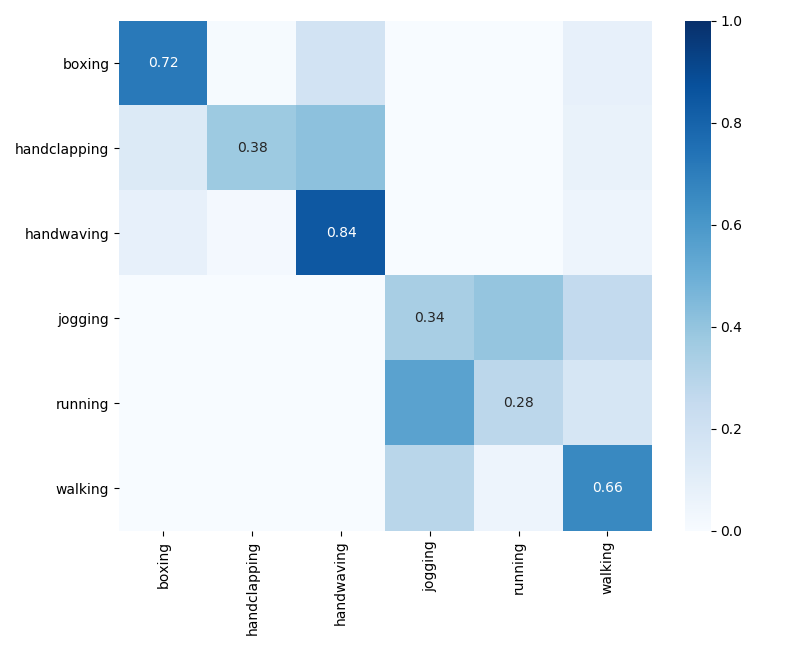 1.0
boxing
0.72
0.8
handclapping
0.38
0.6
handwaving
0.84
jogging
0.34
0.4
running
0.28
0.2
walking
0.66
0.0
boxing
handclapping
handwaving
jogging
running
walking